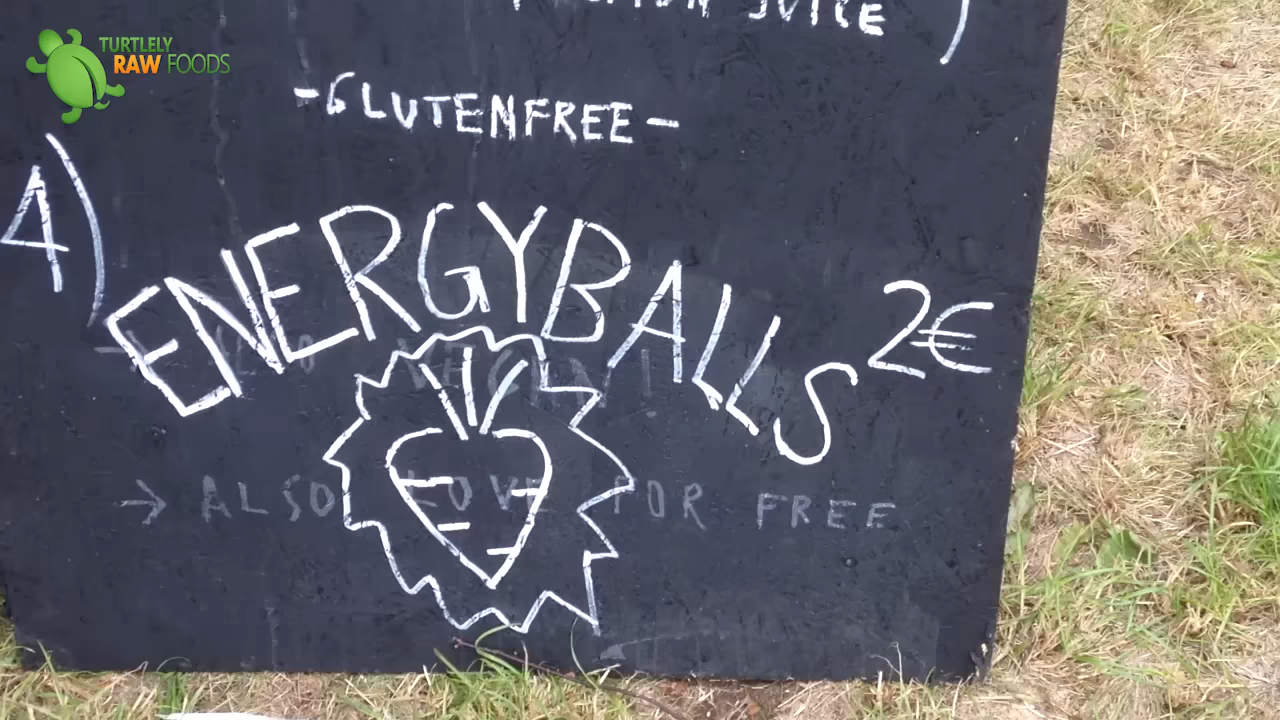 TURTLELY
RAW FOODS
JUICE )
-GLUTENFREE-
4) ENERGYBALLS 2€
→ ALSO LOVE FOR FREE